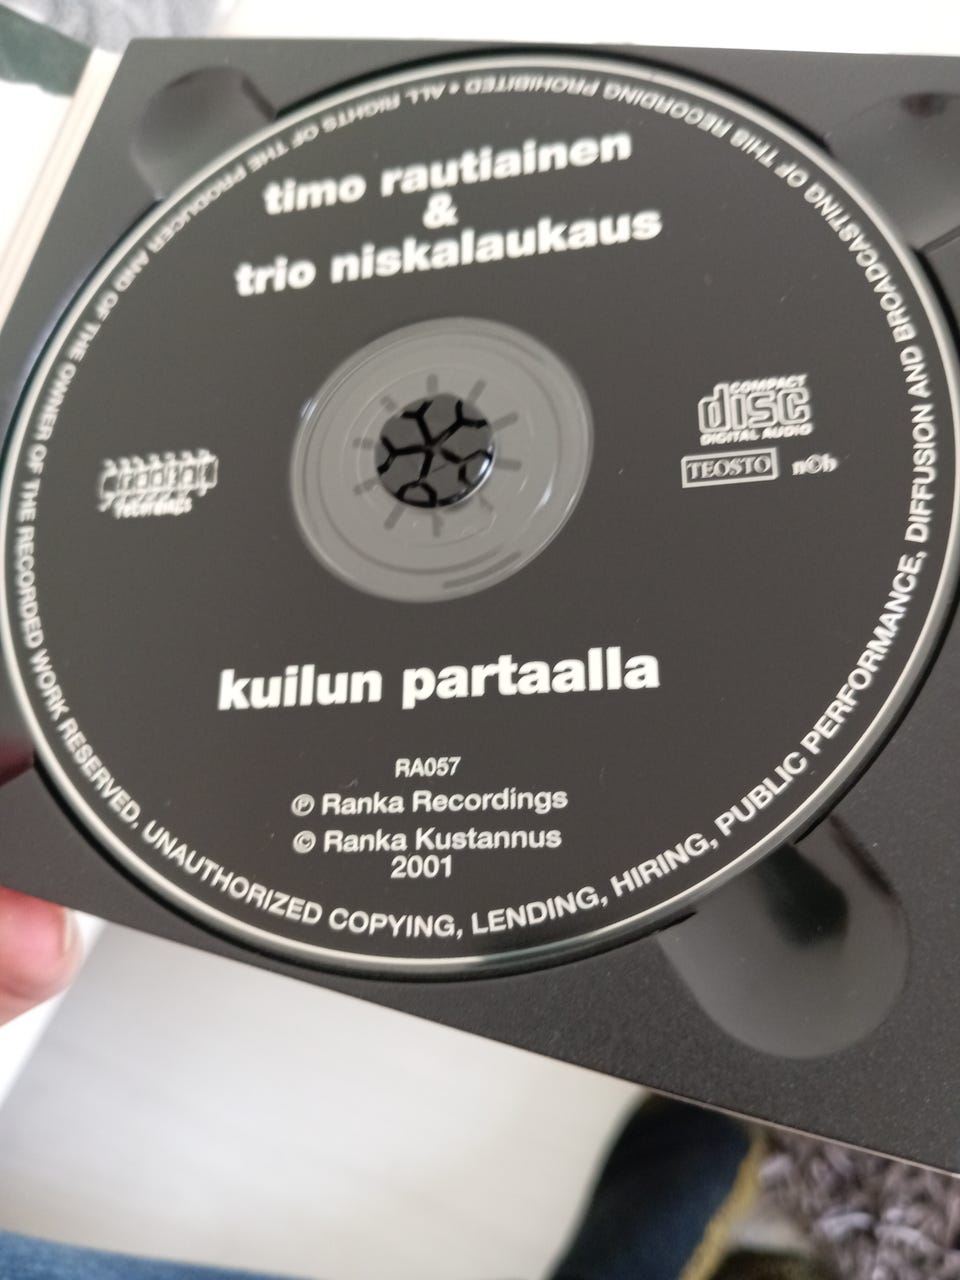 timo rautiainen
&
trio niskalaukaus
COMPACT
disc
DIGITAL AUDIO
TEOSTO
ncb
recordings
kuilun partaalla
RA057
℗ Ranka Recordings
© Ranka Kustannus
2001
ALL RIGHTS OF THE PRODUCER AND OF THE OWNER OF THE RECORDED WORK RESERVED. UNAUTHORIZED COPYING, LENDING, HIRING, PUBLIC PERFORMANCE, DIFFUSION AND BROADCASTING OF THIS RECORDING PROHIBITED •